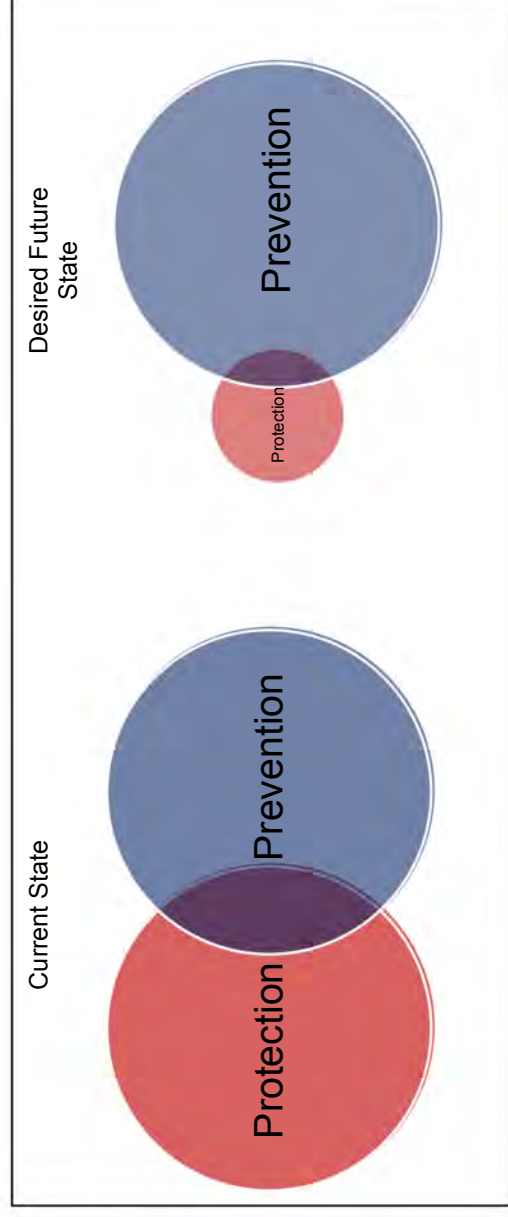 Current State
Protection
Prevention
Desired Future
State
Protection
Prevention